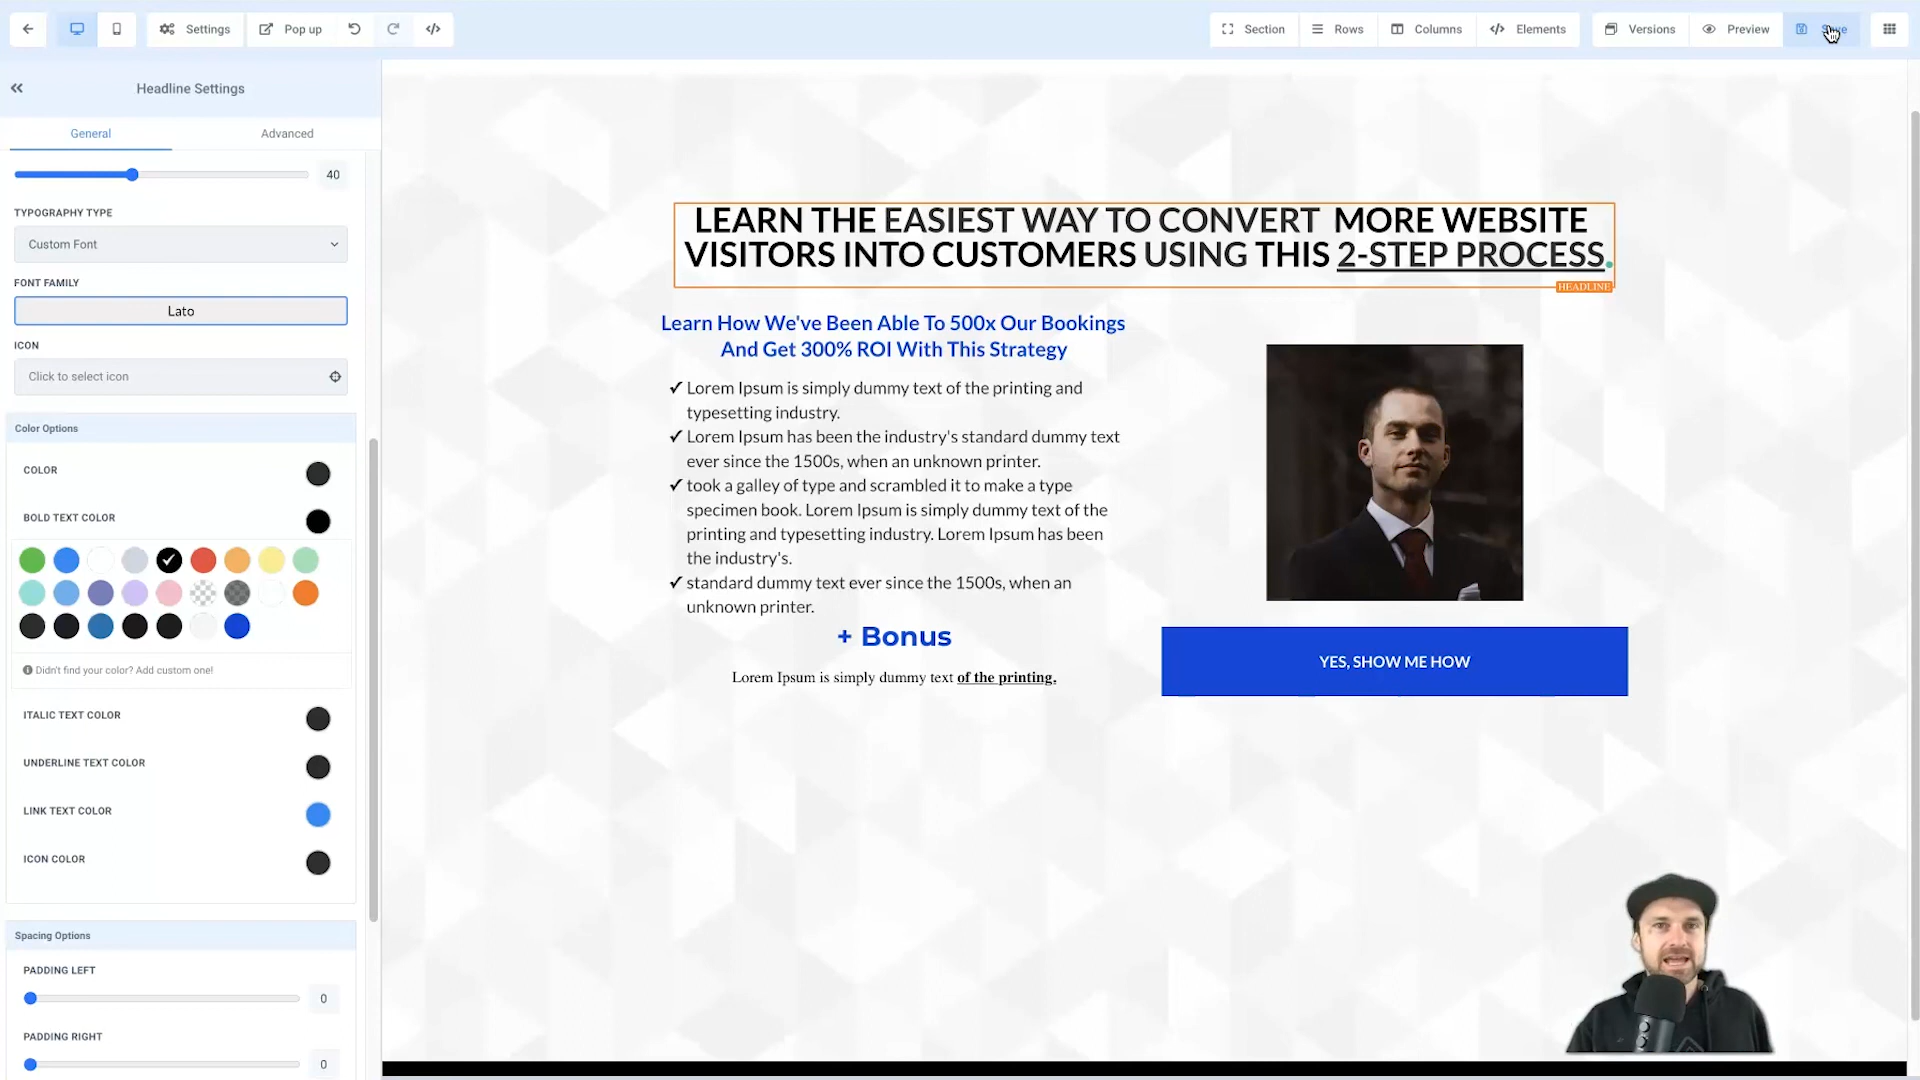 Settings
Pop up
Section
Rows
Columns
Elements
Versions
Preview
Headline Settings
General
Advanced
40
TYPOGRAPHY TYPE
Custom Font
FONT FAMILY
Lato
ICON
Click to select icon
Color Options
COLOR
BOLD TEXT COLOR
Didn't find your color? Add custom one!
ITALIC TEXT COLOR
UNDERLINE TEXT COLOR
LINK TEXT COLOR
ICON COLOR
Spacing Options
PADDING LEFT
0
PADDING RIGHT
0
LEARN THE EASIEST WAY TO CONVERT MORE WEBSITE
VISITORS INTO CUSTOMERS USING THIS 2-STEP PROCESS.
HEADLINE
Learn How We've Been Able To 500x Our Bookings
And Get 300% ROI With This Strategy
Lorem Ipsum is simply dummy text of the printing and
typesetting industry.
Lorem Ipsum has been the industry's standard dummy text
ever since the 1500s, when an unknown printer.
took a galley of type and scrambled it to make a type
specimen book. Lorem Ipsum is simply dummy text of the
printing and typesetting industry. Lorem Ipsum has been
the industry's.
standard dummy text ever since the 1500s, when an
unknown printer.
+ Bonus
Lorem Ipsum is simply dummy text of the printing.
YES, SHOW ME HOW